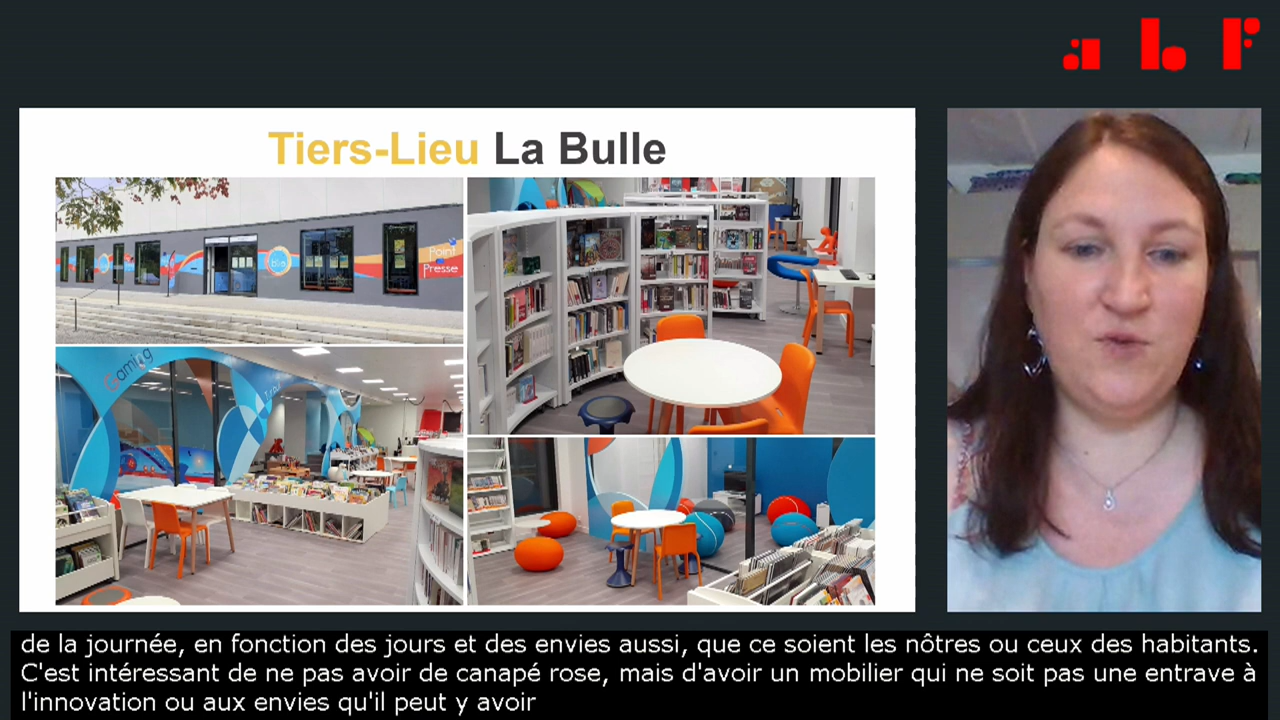 abf
Tiers-Lieu La Bulle
Point
Presse
Gaming
de la journée, en fonction des jours et des envies aussi, que ce soient les nôtres ou ceux des habitants.
C'est intéressant de ne pas avoir de canapé rose, mais d'avoir un mobilier qui ne soit pas une entrave à
l'innovation ou aux envies qu'il peut y avoir